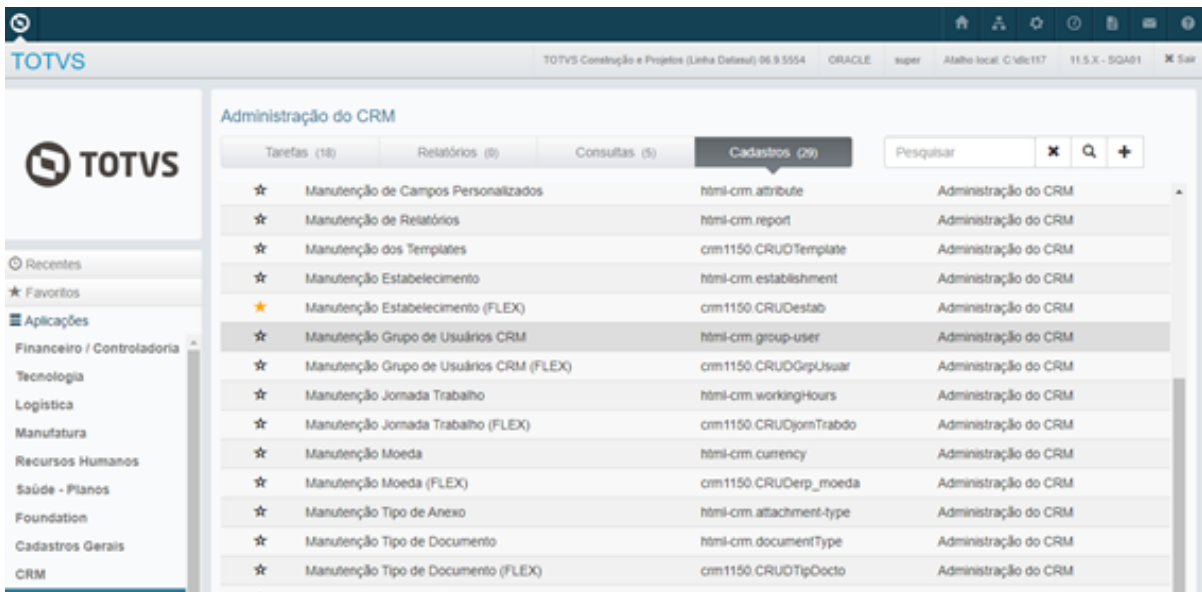 TOTVS
TOTVS Construção e Projetos (Linha Datasul) 06.9.5554 ORACLE super Atalho local: C:\dlc117 11.5.X - SQA01 Sair
TOTVS
Recentes
Favoritos
Aplicações
Financeiro / Controladoria
Tecnologia
Logística
Manufatura
Recursos Humanos
Saúde - Planos
Foundation
Cadastros Gerais
CRM
Administração do CRM
Tarefas (18) Relatórios (0) Consultas (5) Cadastros (29) Pesquisar
Manutenção de Campos Personalizados html-crm.attribute Administração do CRM
Manutenção de Relatórios html-crm.report Administração do CRM
Manutenção dos Templates crm1150.CRUDTemplate Administração do CRM
Manutenção Estabelecimento html-crm.establishment Administração do CRM
Manutenção Estabelecimento (FLEX) crm1150.CRUDestab Administração do CRM
Manutenção Grupo de Usuários CRM html-crm.group-user Administração do CRM
Manutenção Grupo de Usuários CRM (FLEX) crm1150.CRUDGrpUsuar Administração do CRM
Manutenção Jornada Trabalho html-crm.workingHours Administração do CRM
Manutenção Jornada Trabalho (FLEX) crm1150.CRUDjornTrabdo Administração do CRM
Manutenção Moeda html-crm.currency Administração do CRM
Manutenção Moeda (FLEX) crm1150.CRUDerp_moeda Administração do CRM
Manutenção Tipo de Anexo html-crm.attachment-type Administração do CRM
Manutenção Tipo de Documento html-crm.documentType Administração do CRM
Manutenção Tipo de Documento (FLEX) crm1150.CRUDTipDocto Administração do CRM